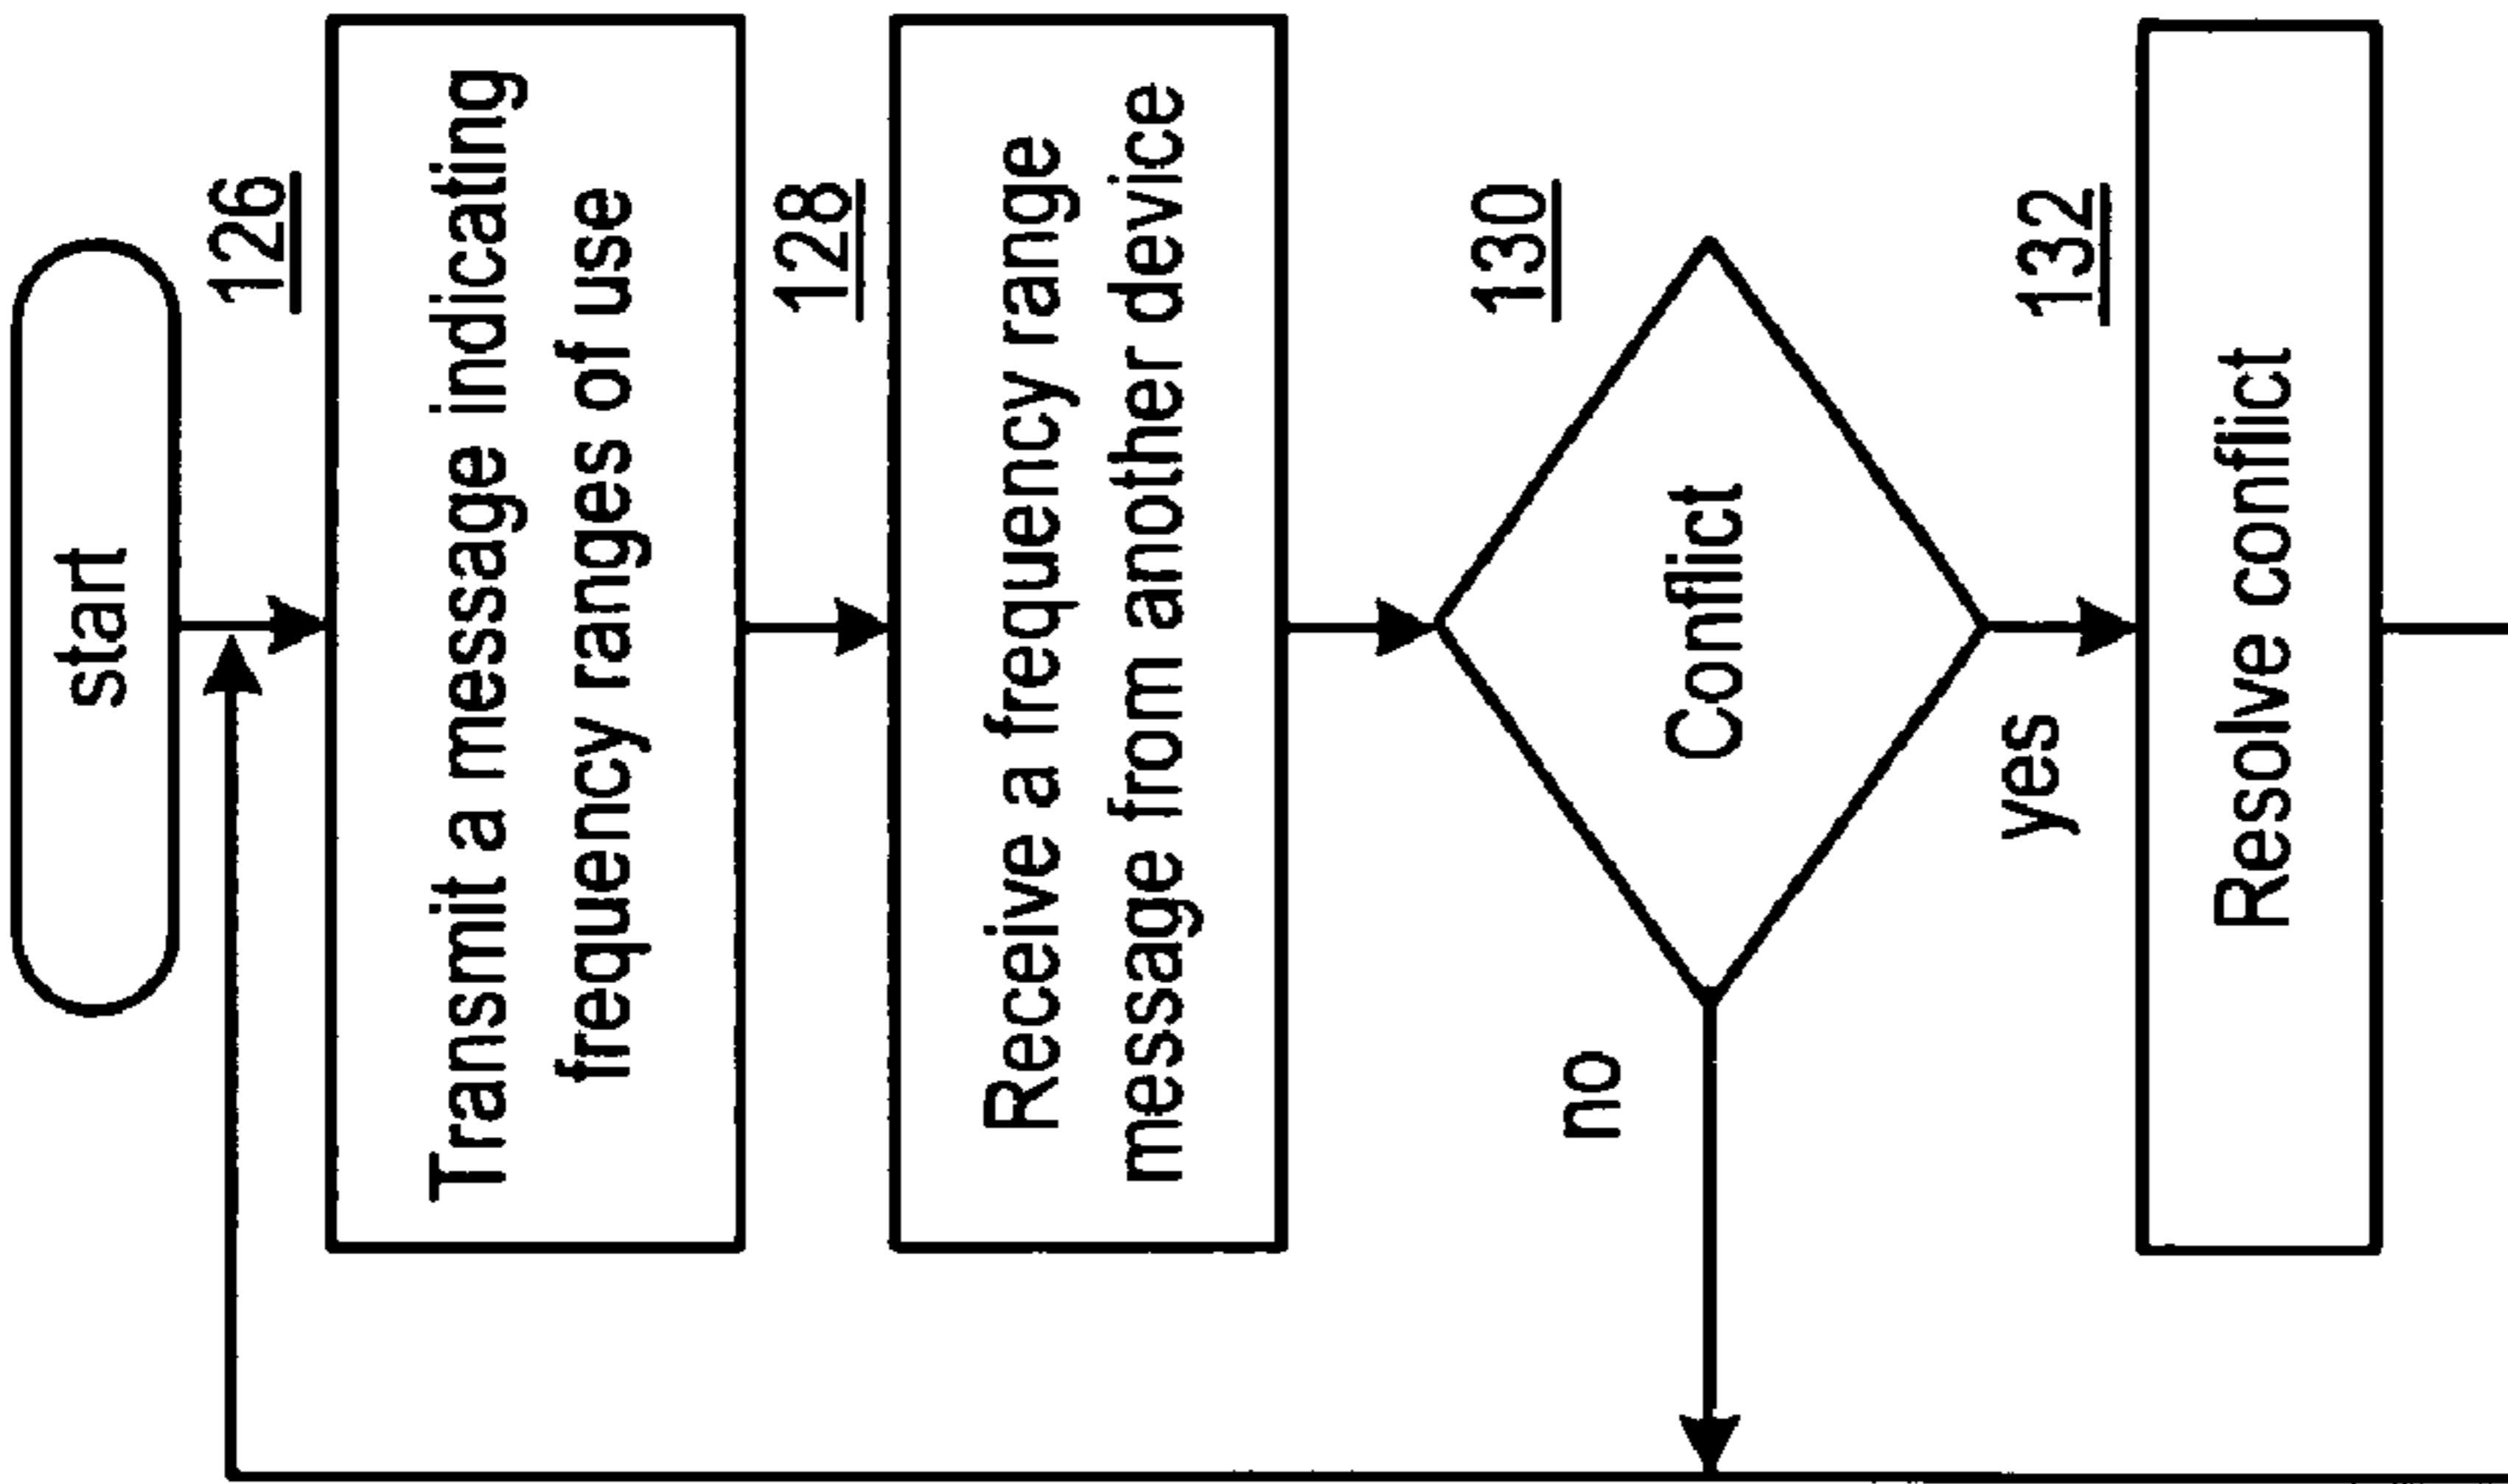 start
126
Transmit a message indicating
frequency ranges of use
128
Receive a frequency range
message from another device
130
Conflict
no
yes
132
Resolve conflict